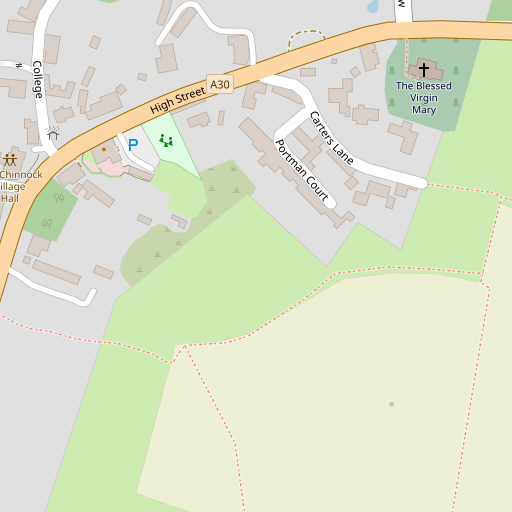 W
A30
High Street
College
The Blessed
Virgin
Mary
Carters Lane
P
Portman Court
Chinnock
illage
Hall